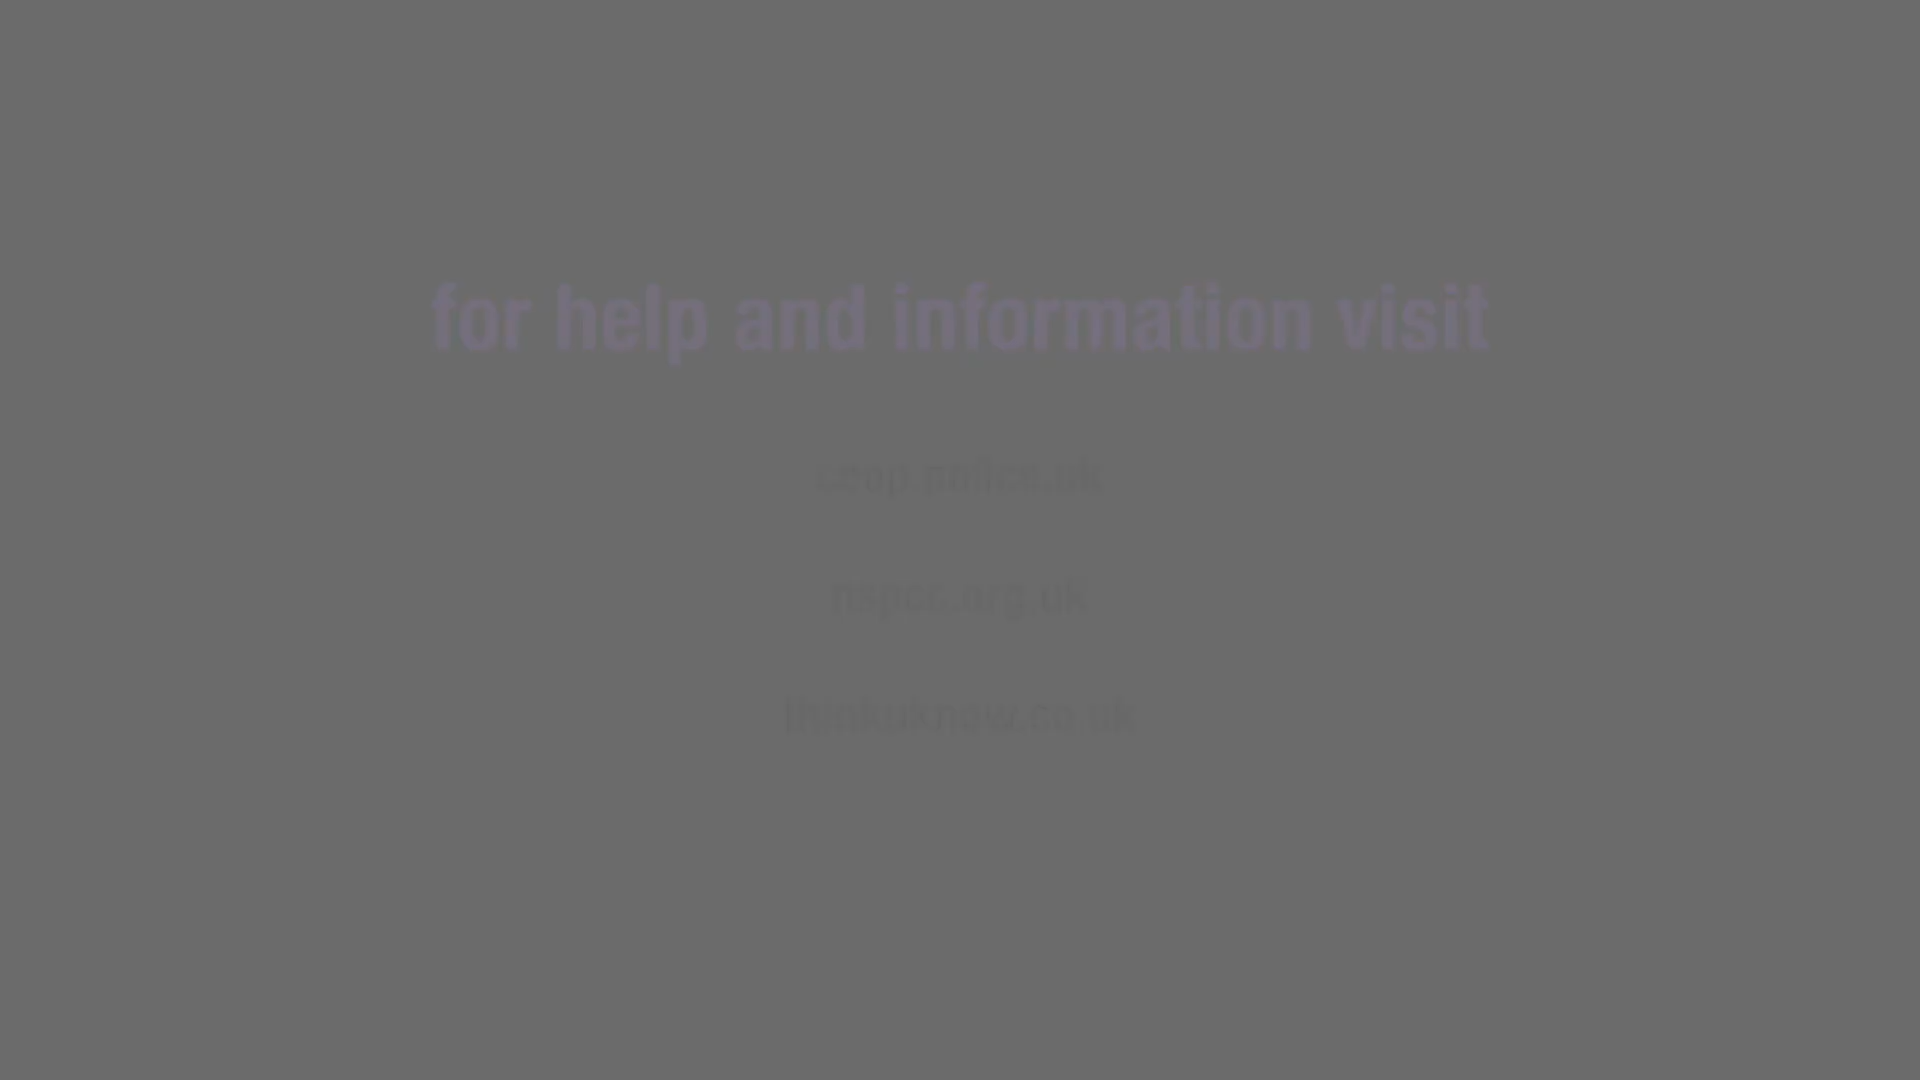 for help and information visit
ceop.police.uk
nspcc.org.uk
thinkuknow.co.uk